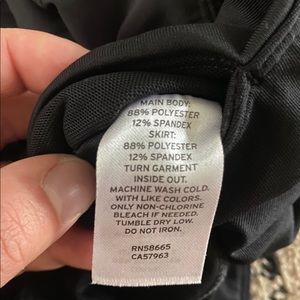 MAIN BODY:
88% POLYESTER
12% SPANDEX
SKIRT:
88% POLYESTER
12% SPANDEX
TURN GARMENT
INSIDE OUT.
MACHINE WASH COLD.
WITH LIKE COLORS.
ONLY NON-CHLORINE
BLEACH IF NEEDED.
TUMBLE DRY LOW.
DO NOT IRON.
RN58665
CA57963